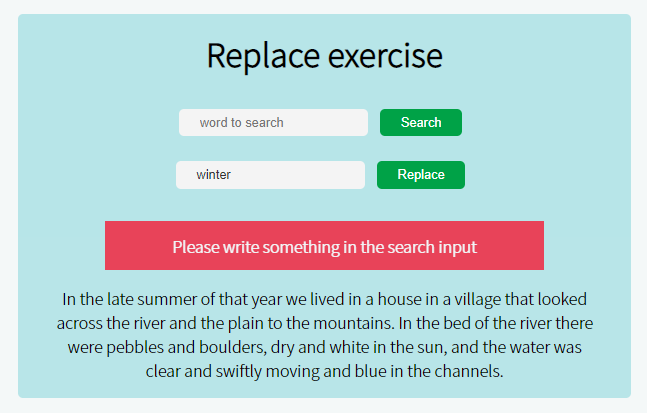 Replace exercise
word to search Search
winter Replace
Please write something in the search input
In the late summer of that year we lived in a house in a village that looked
across the river and the plain to the mountains. In the bed of the river there
were pebbles and boulders, dry and white in the sun, and the water was
clear and swiftly moving and blue in the channels.